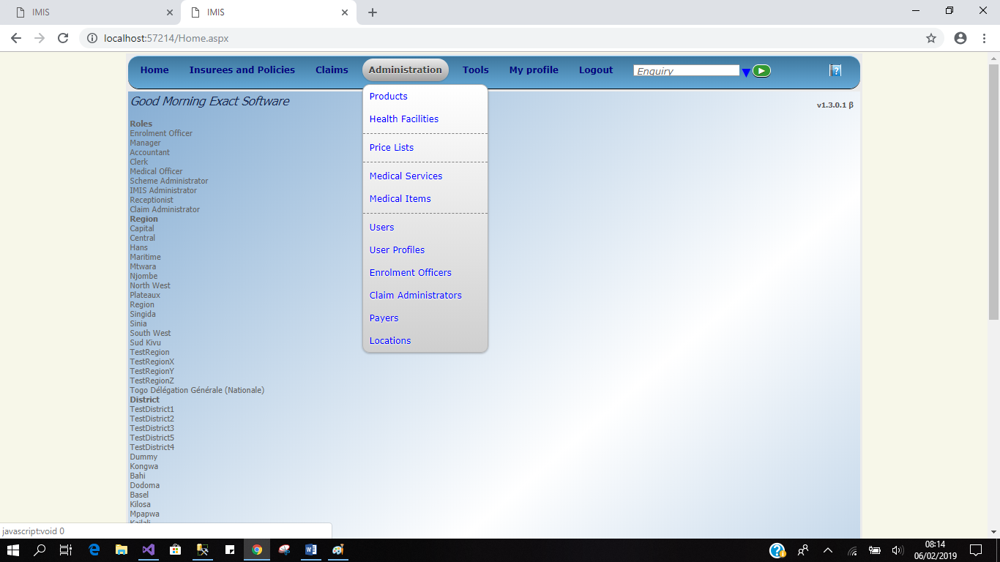 IMIS
IMIS
localhost:57214/Home.aspx
Home Insurees and Policies Claims Administration Tools My profile Logout Enquiry
Good Morning Exact Software
v1.3.0.1 β
Roles
Enrolment Officer
Manager
Accountant
Clerk
Medical Officer
Scheme Administrator
IMIS Administrator
Receptionist
Claim Administrator
Region
Capital
Central
Hans
Maritime
Mtwara
Njombe
North West
Plateaux
Region
Singida
Sinia
South West
Sud Kivu
TestRegion
TestRegionX
TestRegionY
TestRegionZ
Togo Délégation Générale (Nationale)
District
TestDistrict1
TestDistrict2
TestDistrict3
TestDistrict5
TestDistrict4
Dummy
Kongwa
Bahi
Dodoma
Basel
Kilosa
Mpapwa
Products
Health Facilities
Price Lists
Medical Services
Medical Items
Users
User Profiles
Enrolment Officers
Claim Administrators
Payers
Locations
javascript:void 0
08:14
06/02/2019